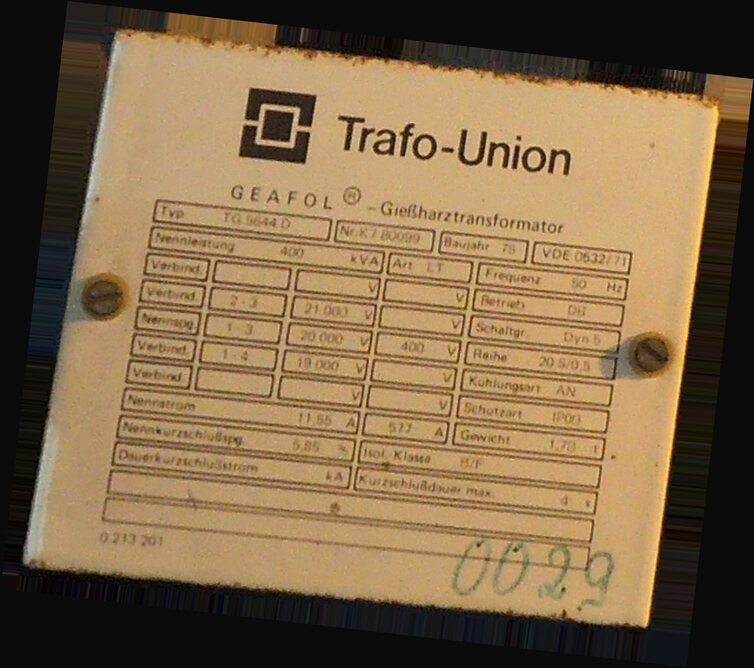 Trafo-Union
GEAFOL® -Gießharztransformator
Typ TG 5644 D Nr. K7 80099 Baujahr 75 VDE 0532/71
Nennleistung 400 kVA Art LT Frequenz 50 Hz
Verbind. V V Betrieb DB
Verbind. 2-3 21 000 V V Schaltgr. Dyn 5
Nennspg. 1-3 20 000 V 400 V Reihe 20 S/0,5
Verbind. 1-4 19 000 V V Kühlungsart AN
Verbind. V V Schutzart IP00
Nennstrom 11,55 A 577 A Gewicht 1,78 t
Nennkurzschlußspg. 5,85 % Isol. Klasse B/F
Dauerkurzschlußstrom kA Kurzschlußdauer max. 4 s
0 213 201
0029